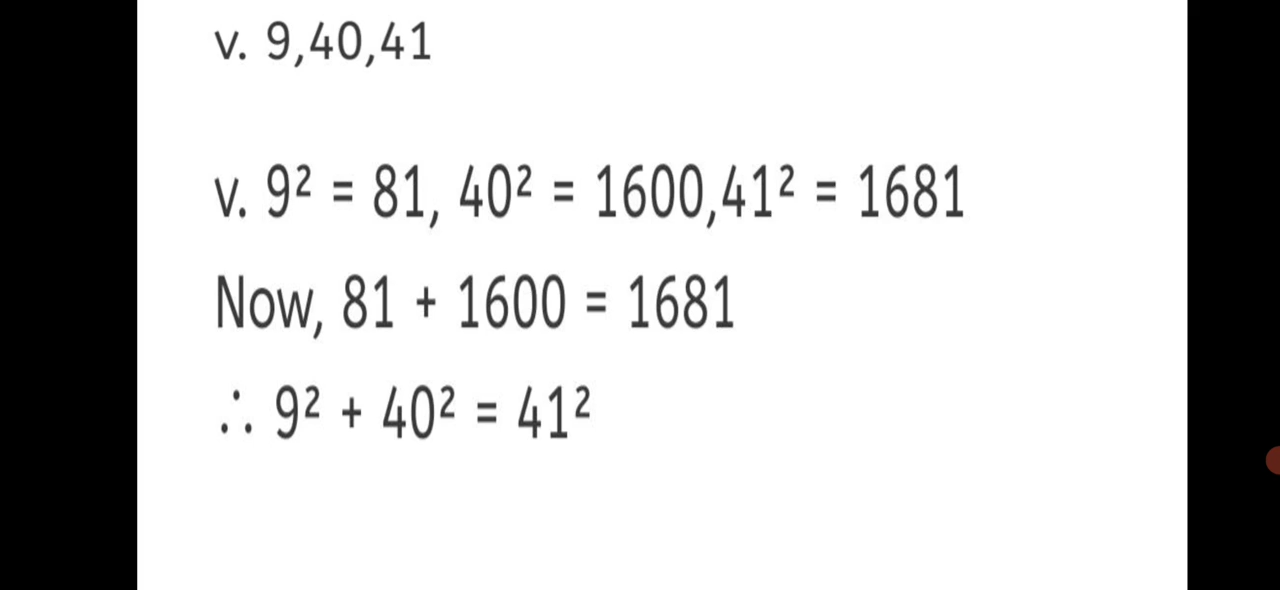 v. 9,40,41
v. 9² = 81, 40² = 1600,41² = 1681
Now, 81 + 1600 = 1681
∴ 9² + 40² = 41²